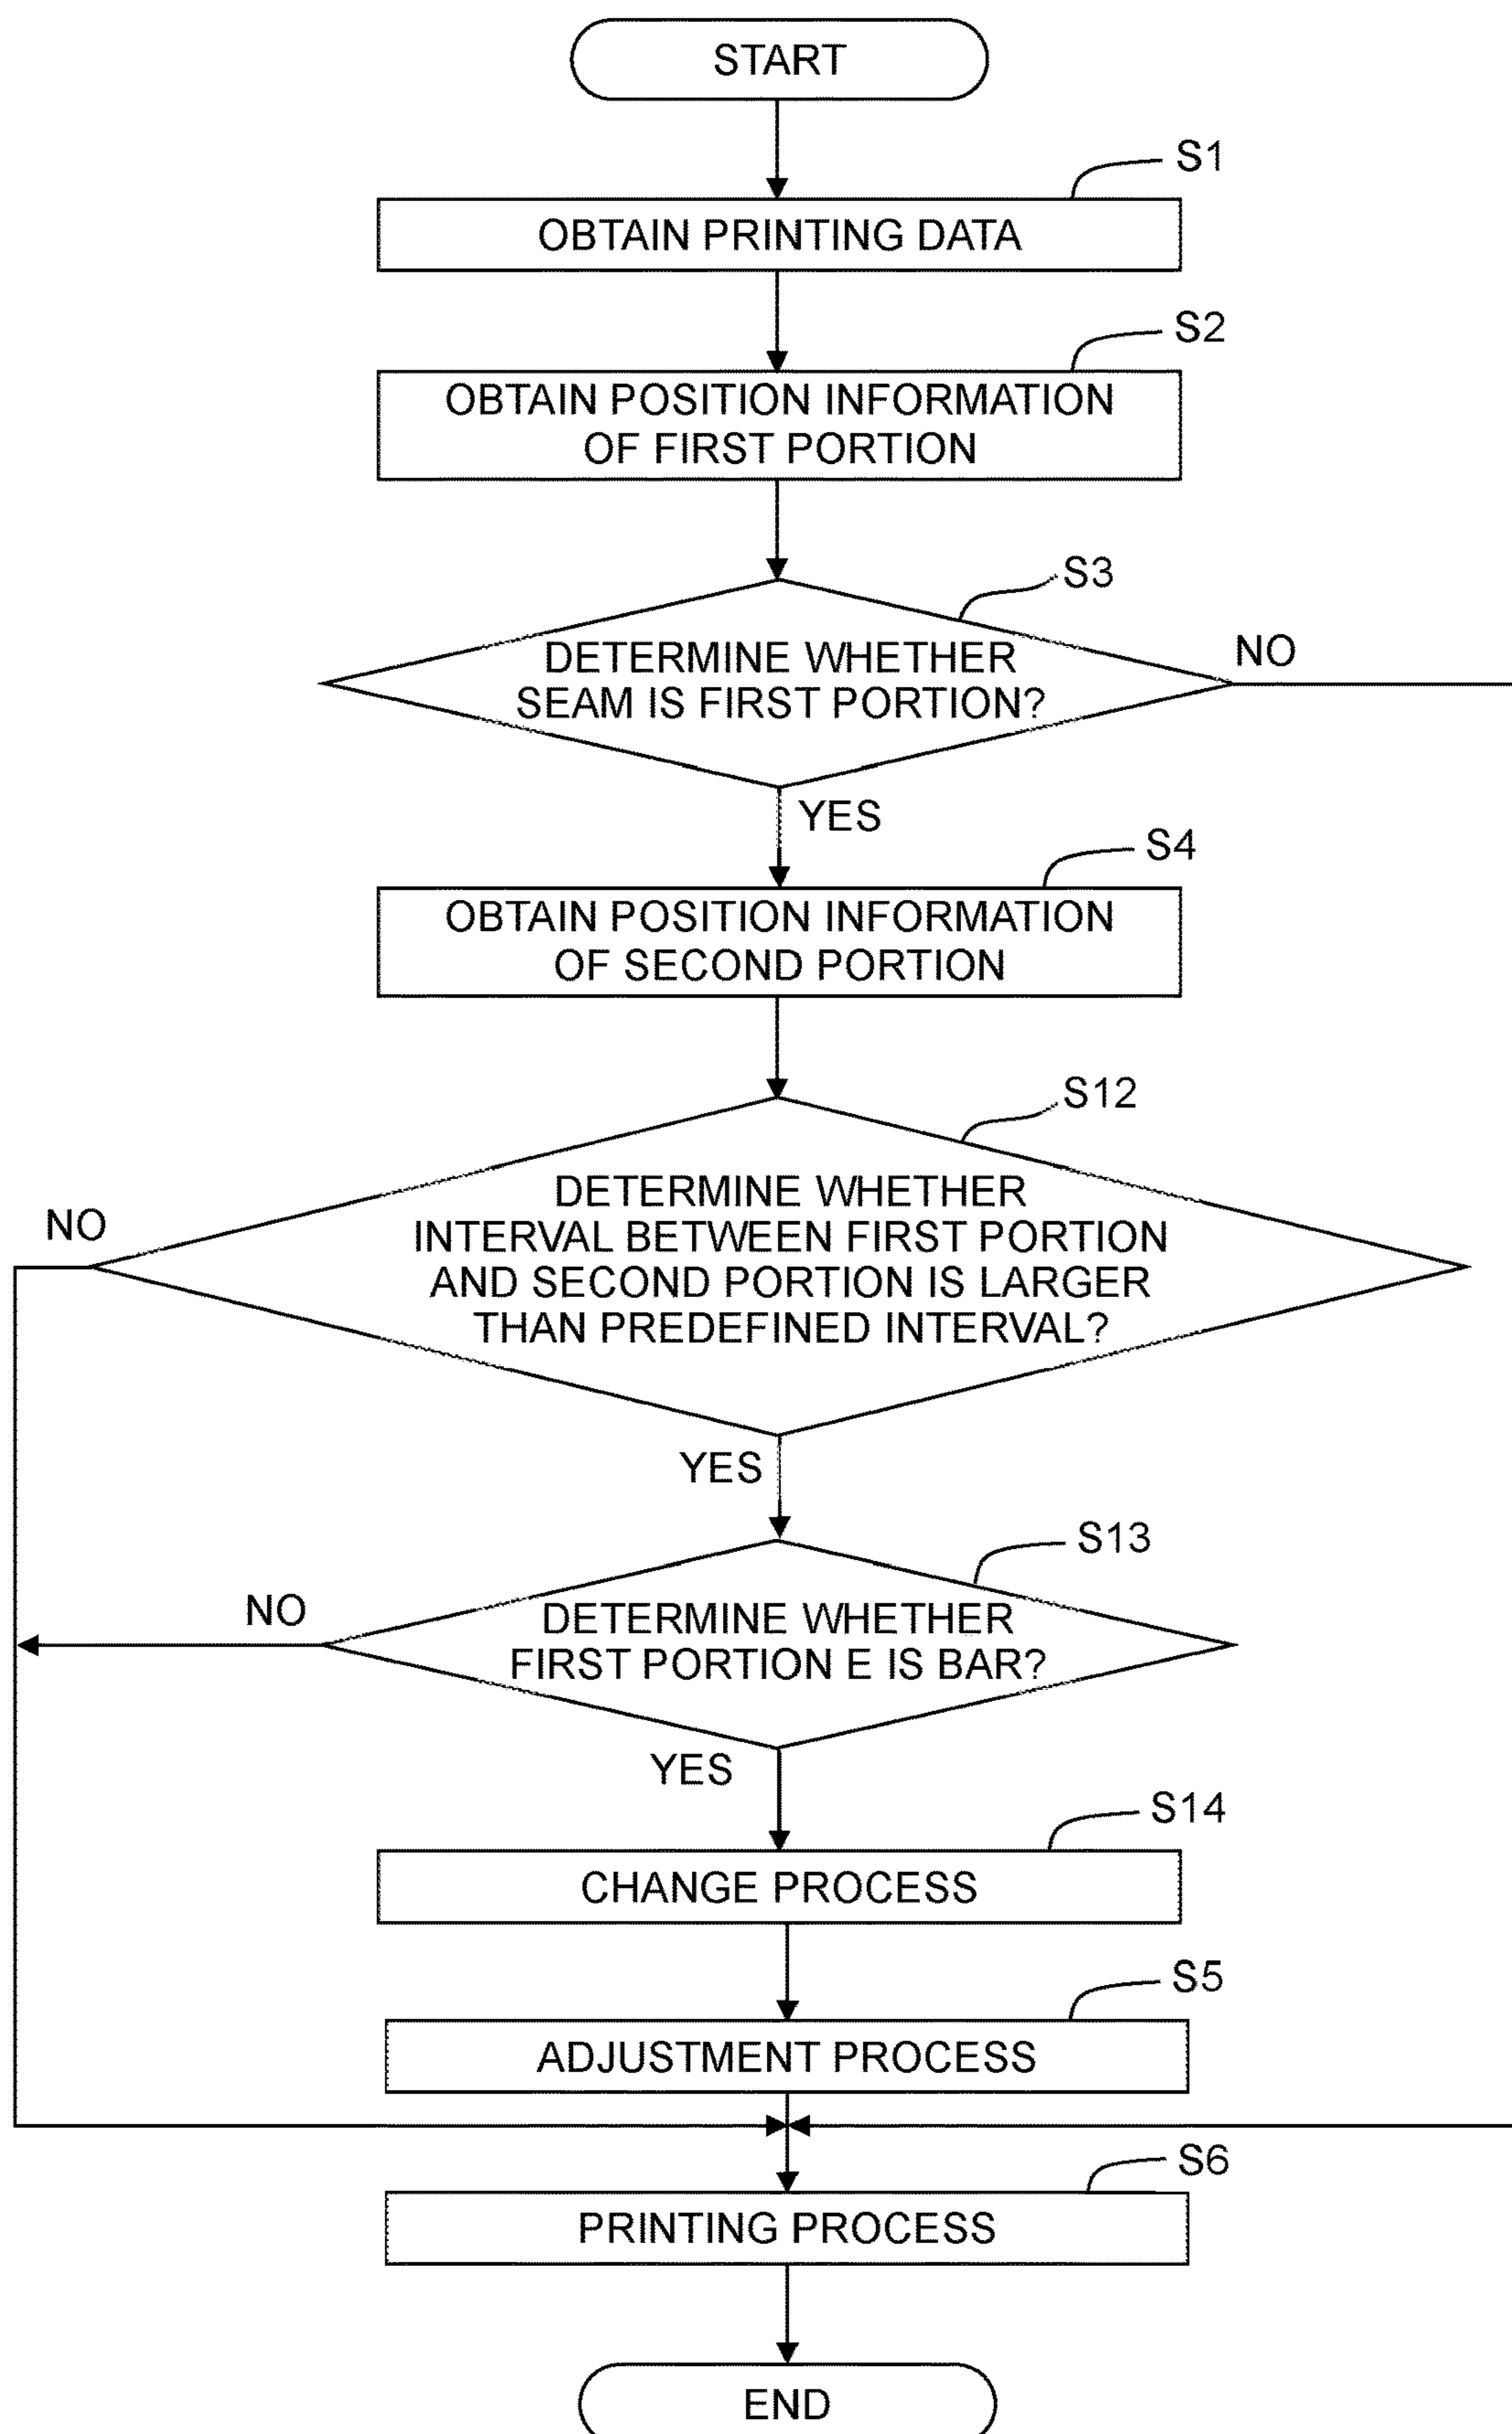 START
S1
OBTAIN PRINTING DATA
S2
OBTAIN POSITION INFORMATION
OF FIRST PORTION
S3
DETERMINE WHETHER
SEAM IS FIRST PORTION?
NO
YES
S4
OBTAIN POSITION INFORMATION
OF SECOND PORTION
S12
DETERMINE WHETHER
INTERVAL BETWEEN FIRST PORTION
AND SECOND PORTION IS LARGER
THAN PREDEFINED INTERVAL?
NO
YES
S13
DETERMINE WHETHER
FIRST PORTION E IS BAR?
NO
YES
S14
CHANGE PROCESS
S5
ADJUSTMENT PROCESS
S6
PRINTING PROCESS
END